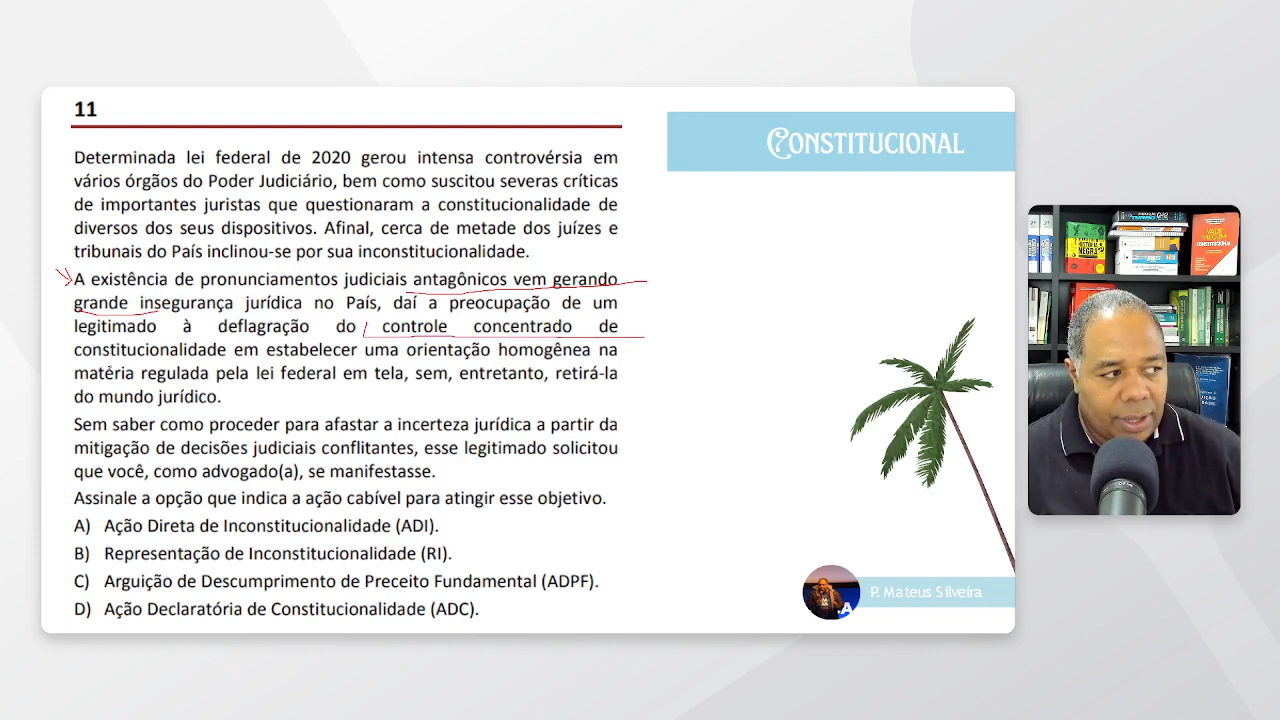 11
CONSTITUCIONAL
Determinada lei federal de 2020 gerou intensa controvérsia em
vários órgãos do Poder Judiciário, bem como suscitou severas críticas
de importantes juristas que questionaram a constitucionalidade de
diversos dos seus dispositivos. Afinal, cerca de metade dos juízes e
tribunais do País inclinou-se por sua inconstitucionalidade.
A existência de pronunciamentos judiciais antagônicos vem gerando
grande insegurança jurídica no País, daí a preocupação de um
legitimado à deflagração do controle concentrado de
constitucionalidade em estabelecer uma orientação homogênea na
matéria regulada pela lei federal em tela, sem, entretanto, retirá-la
do mundo jurídico.
Sem saber como proceder para afastar a incerteza jurídica a partir da
mitigação de decisões judiciais conflitantes, esse legitimado solicitou
que você, como advogado(a), se manifestasse.
Assinale a opção que indica a ação cabível para atingir esse objetivo.
A) Ação Direta de Inconstitucionalidade (ADI).
B) Representação de Inconstitucionalidade (RI).
C) Arguição de Descumprimento de Preceito Fundamental (ADPF).
D) Ação Declaratória de Constitucionalidade (ADC).
P. Mateus Silveira